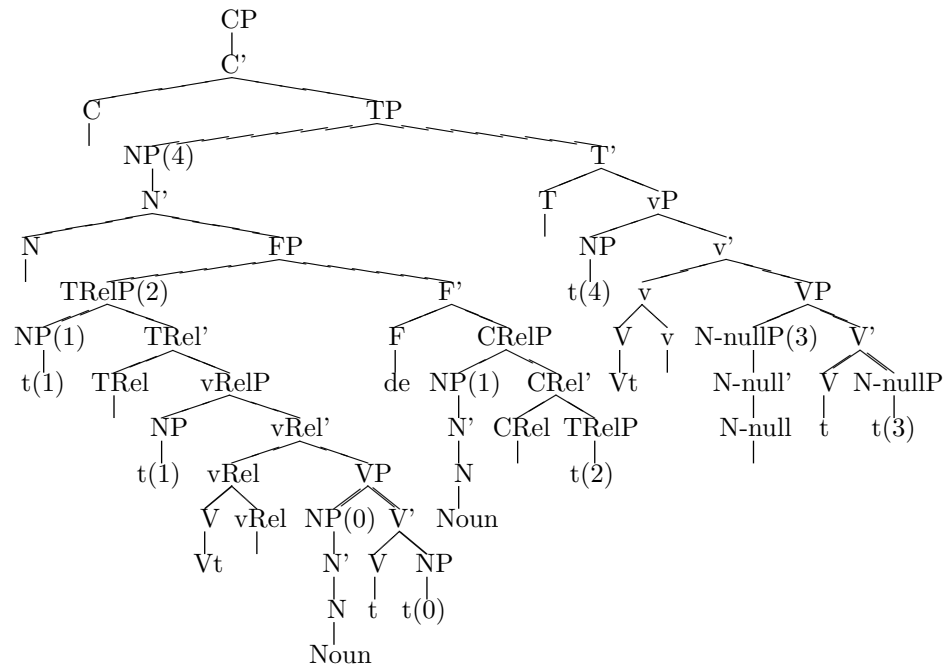 CP
C'
C TP
NP(4) T'
N' T vP
N FP NP v'
TRelP(2) F' t(4) v VP
NP(1) TRel' F CRelP V v N-nullP(3) V'
t(1) TRel vRelP de NP(1) CRel' Vt N-null' V N-nullP
NP vRel' N' CRel TRelP N-null t t(3)
t(1) vRel VP N t(2)
V vRel NP(0) V' Noun
Vt N' V NP
N t t(0)
Noun